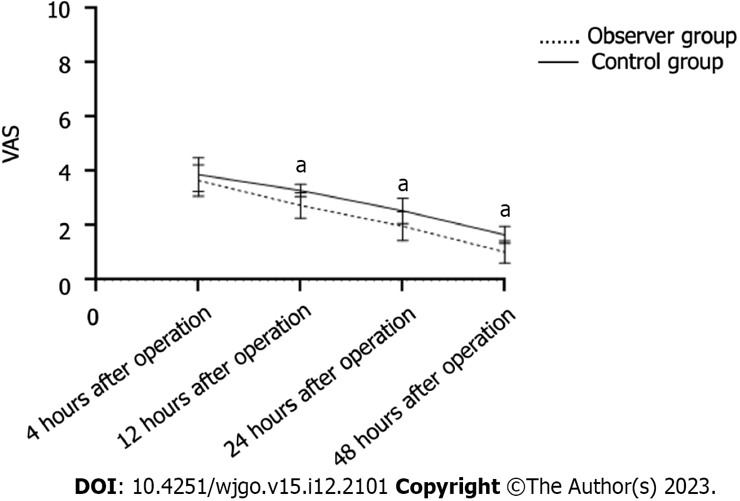 10
8
6
4
2
0
VAS
Observer group
Control group
a
a
a
0
4 hours after operation
12 hours after operation
24 hours after operation
48 hours after operation
DOI: 10.4251/wjgo.v15.i12.2101 Copyright ©The Author(s) 2023.